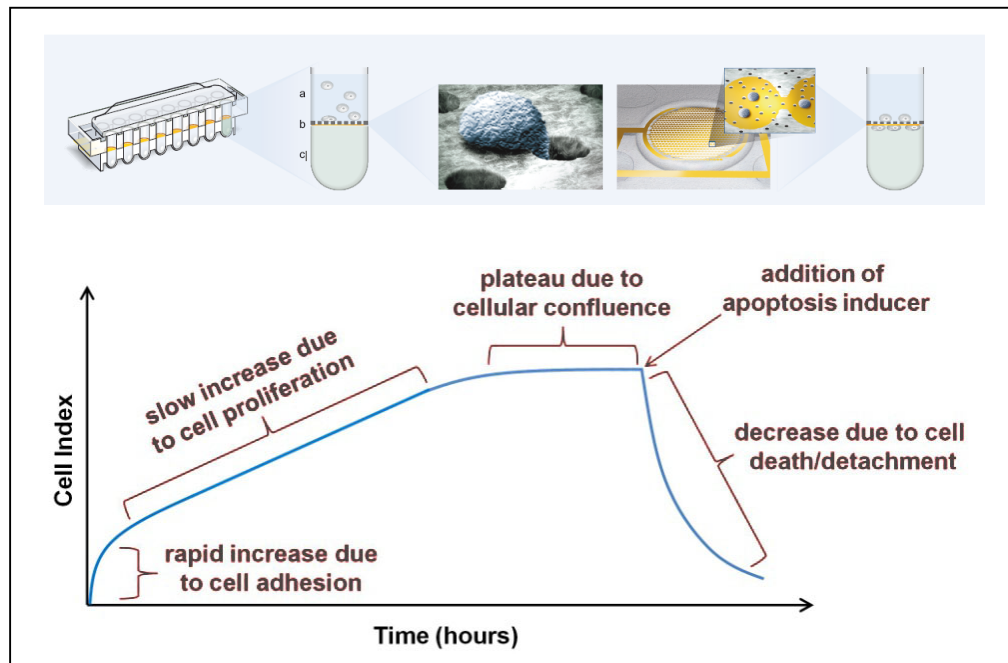 a
b
c|
plateau due to
cellular confluence
addition of
apoptosis inducer
slow increase due
to cell proliferation
decrease due to cell
death/detachment
rapid increase due
to cell adhesion
Cell Index
Time (hours)